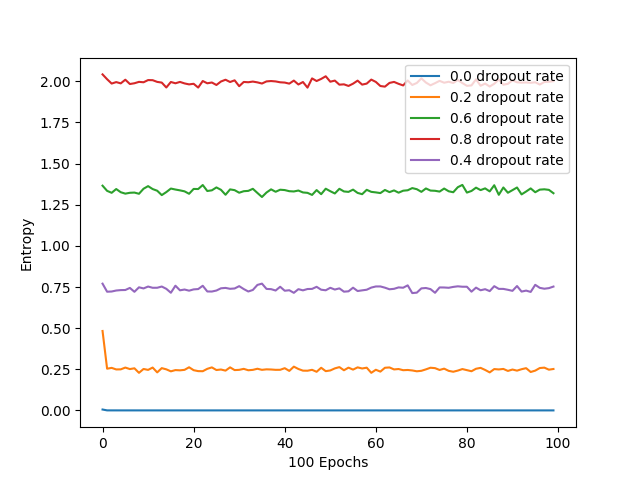 2.00
1.75
1.50
1.25
1.00
0.75
0.50
0.25
0.00
Entropy
0.0 dropout rate
0.2 dropout rate
0.6 dropout rate
0.8 dropout rate
0.4 dropout rate
0 20 40 60 80 100
100 Epochs